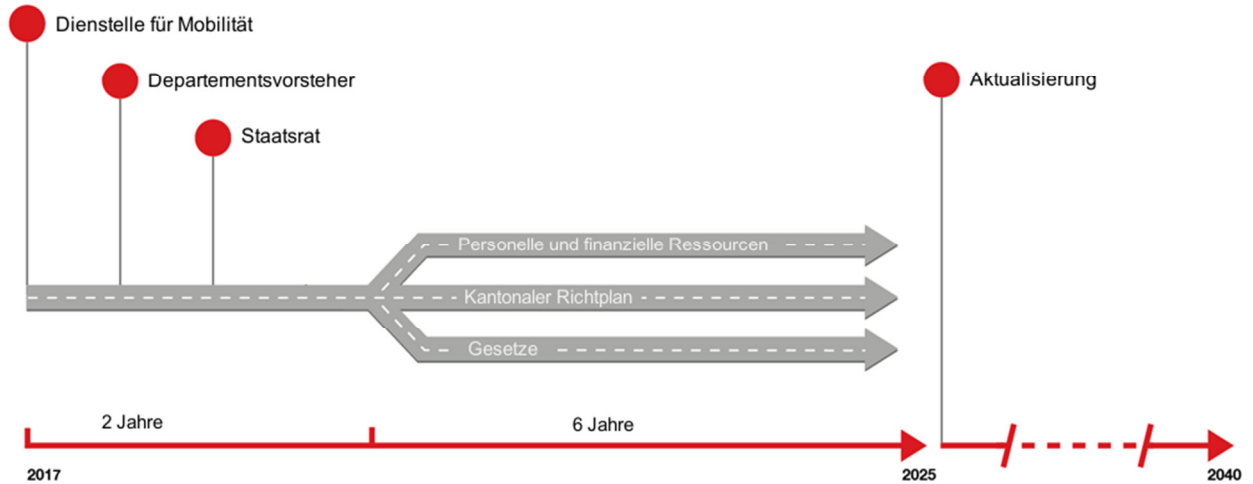 Dienstelle für Mobilität
Departementsvorsteher
Staatsrat
Aktualisierung
Personelle und finanzielle Ressourcen
Kantonaler Richtplan
Gesetze
2 Jahre
6 Jahre
2017
2025
2040